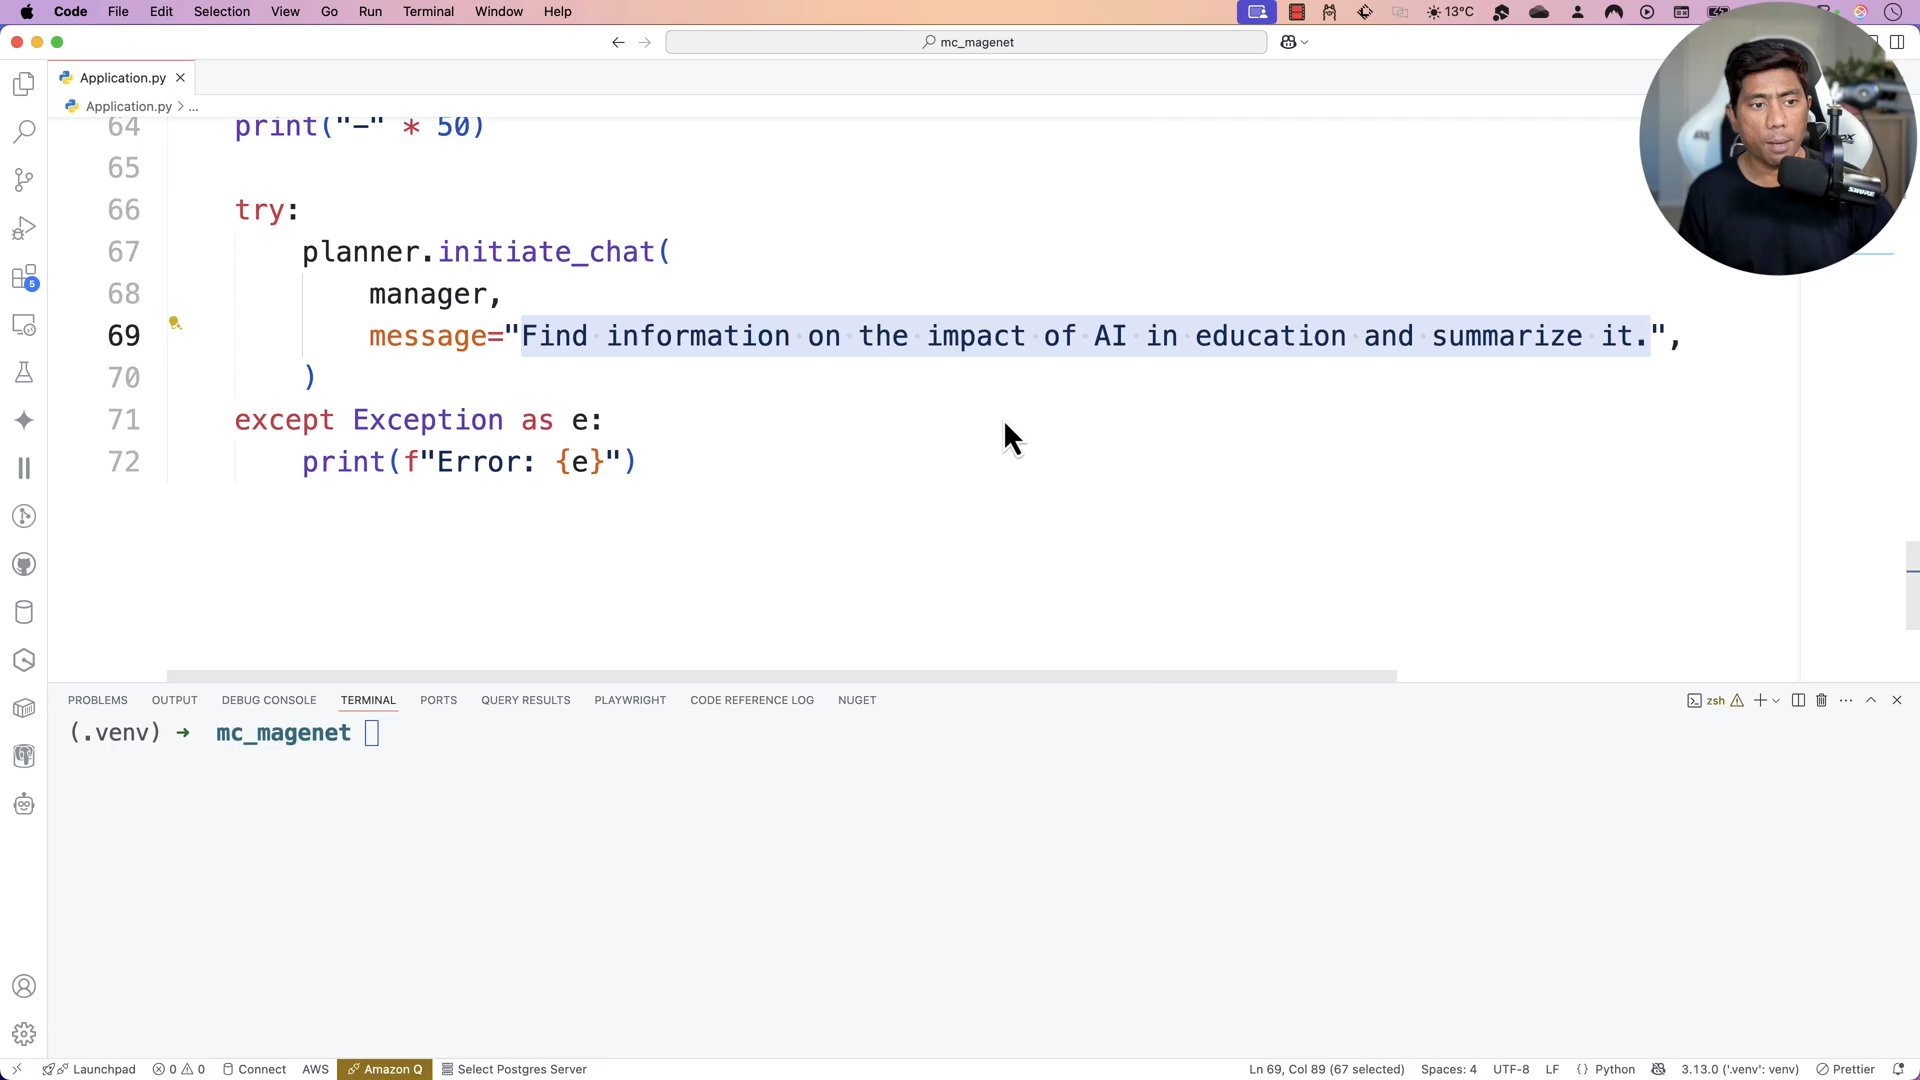 Code File Edit Selection View Go Run Terminal Window Help 13°C
mc_magenet
Application.py
Application.py > ...
64 print("-" * 50)
65
66 try:
67 planner.initiate_chat(
68 manager,
69 message="Find information on the impact of AI in education and summarize it.",
70 )
71 except Exception as e:
72 print(f"Error: {e}")
5
SHURE
PROBLEMS OUTPUT DEBUG CONSOLE TERMINAL PORTS QUERY RESULTS PLAYWRIGHT CODE REFERENCE LOG NUGET zsh
(.venv) ➜ mc_magenet
Launchpad 0 0 Connect AWS Amazon Q Select Postgres Server Ln 69, Col 89 (67 selected) Spaces: 4 UTF-8 LF { } Python 3.13.0 ('.venv': venv) Prettier